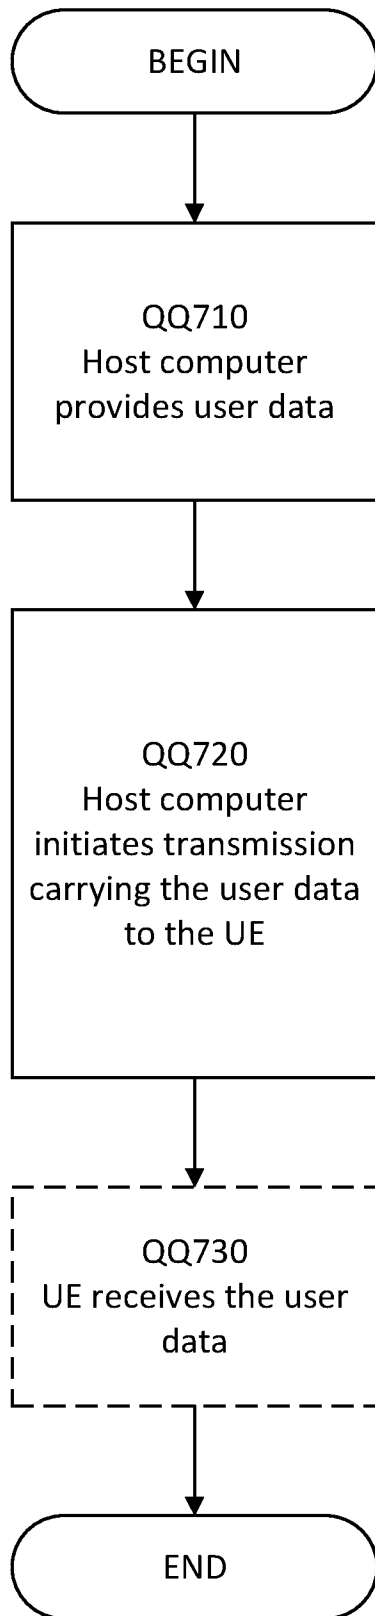 BEGIN
QQ710
Host computer
provides user data
QQ720
Host computer
initiates transmission
carrying the user data
to the UE
QQ730
UE receives the user
data
END